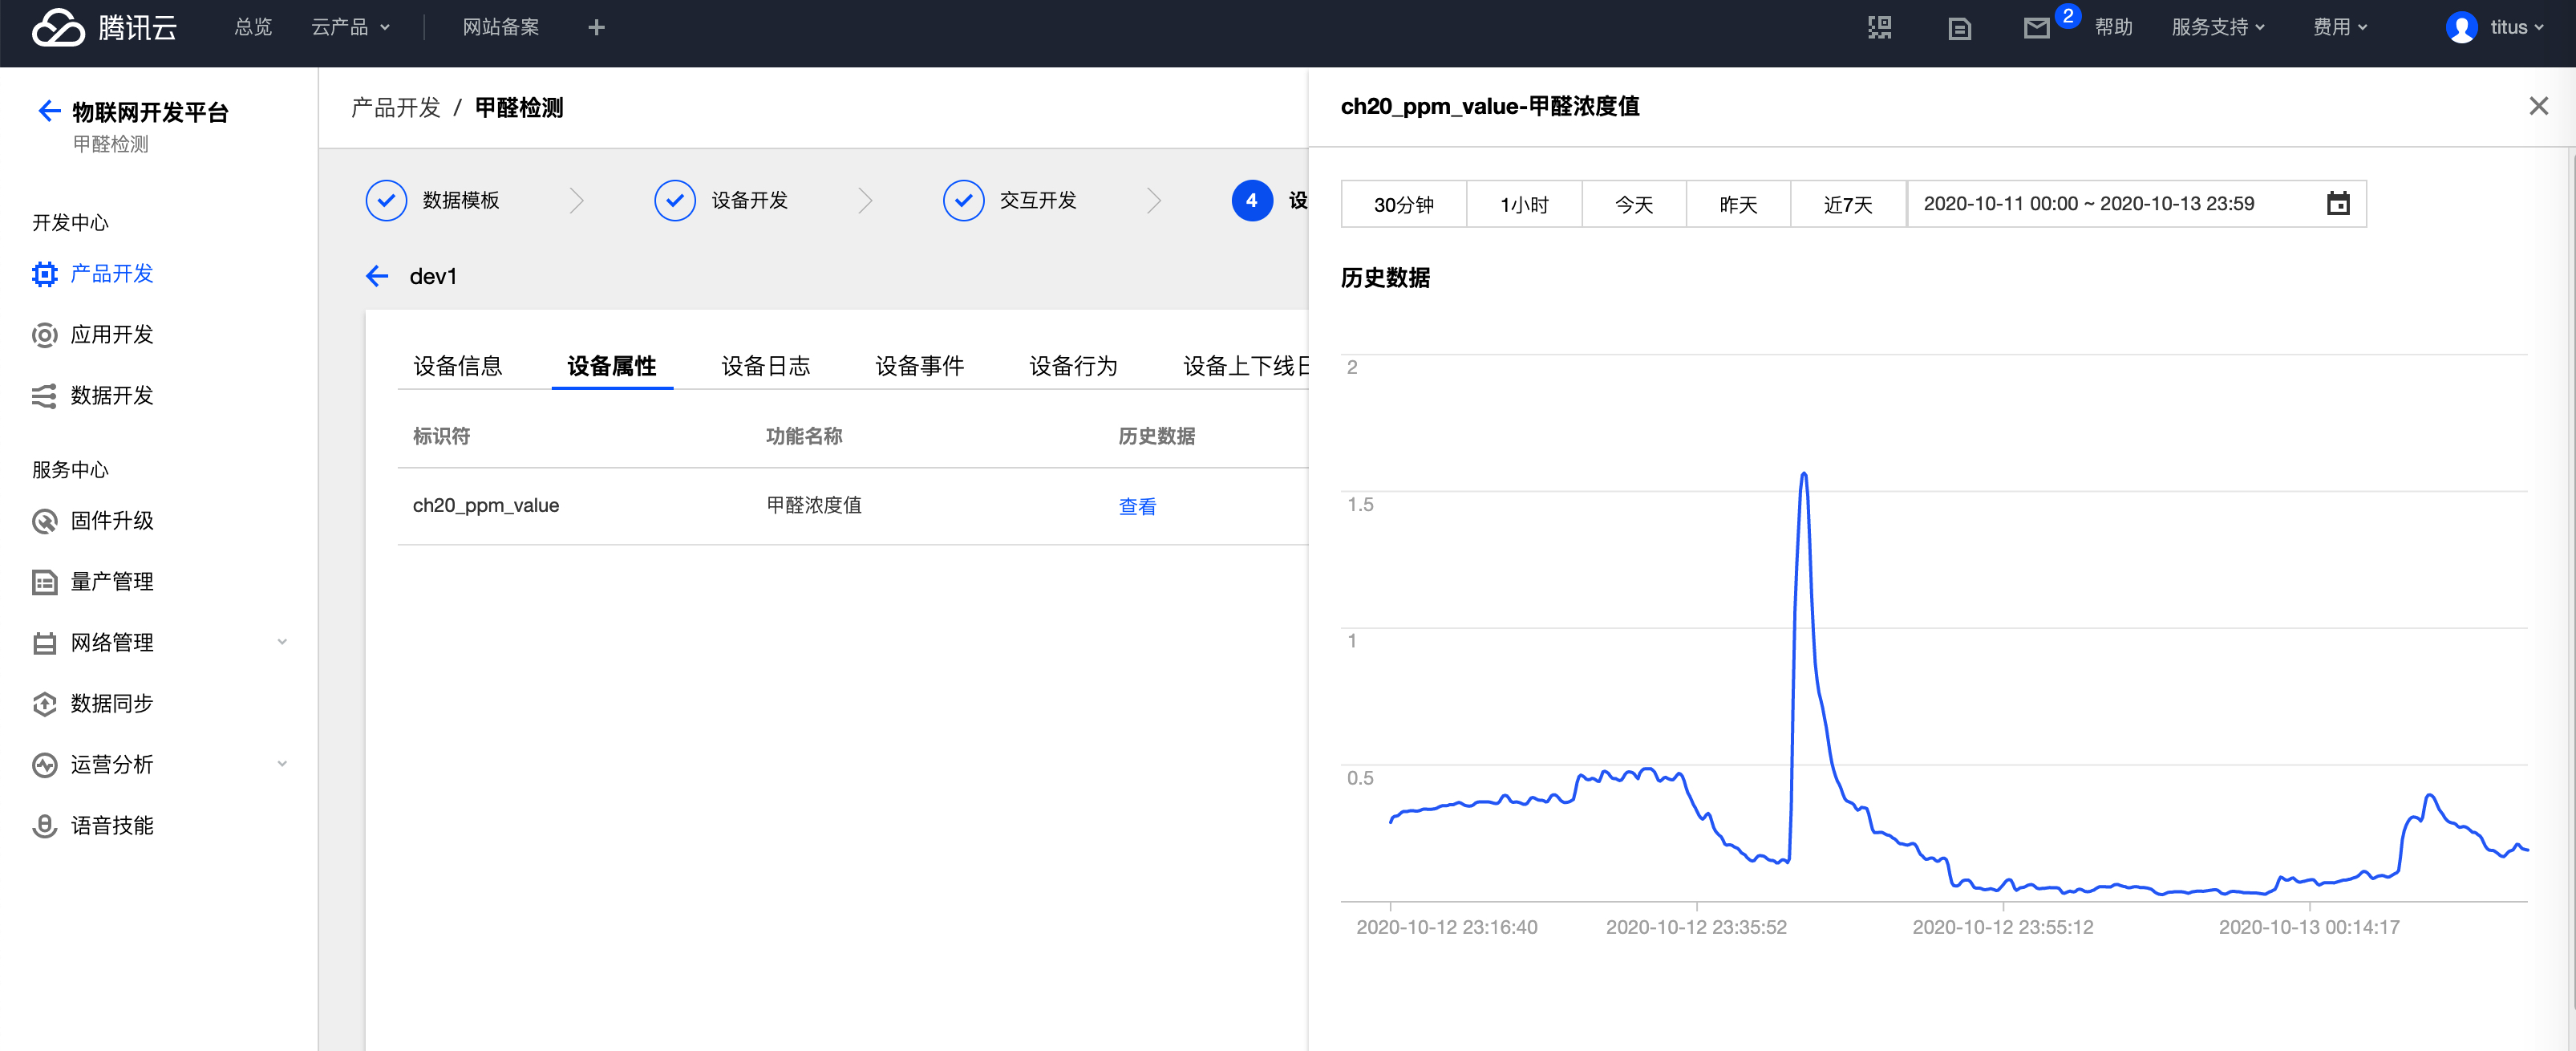 腾讯云 总览 云产品 网站备案 + 2 帮助 服务支持 费用 titus
物联网开发平台
甲醛检测
开发中心
产品开发
应用开发
数据开发
服务中心
固件升级
量产管理
网络管理
数据同步
运营分析
语音技能
产品开发 / 甲醛检测
数据模板 设备开发 交互开发 4 设
dev1
设备信息 设备属性 设备日志 设备事件 设备行为 设备上下线日
标识符 功能名称 历史数据
ch20_ppm_value 甲醛浓度值 查看
ch20_ppm_value-甲醛浓度值
30分钟 1小时 今天 昨天 近7天 2020-10-11 00:00 ~ 2020-10-13 23:59
历史数据
2
1.5
1
0.5
2020-10-12 23:16:40 2020-10-12 23:35:52 2020-10-12 23:55:12 2020-10-13 00:14:17